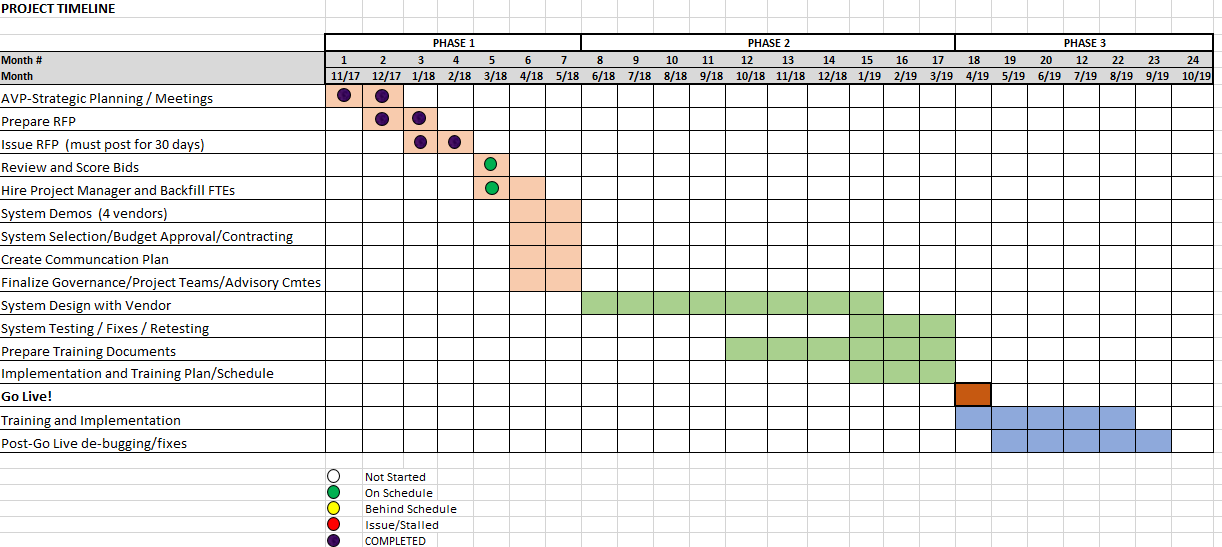 PROJECT TIMELINE
PHASE 1 PHASE 2 PHASE 3
Month # 1 2 3 4 5 6 7 8 9 10 11 12 13 14 15 16 17 18 19 20 12 22 23 24
Month 11/17 12/17 1/18 2/18 3/18 4/18 5/18 6/18 7/18 8/18 9/18 10/18 11/18 12/18 1/19 2/19 3/19 4/19 5/19 6/19 7/19 8/19 9/19 10/19
AVP-Strategic Planning / Meetings
Prepare RFP
Issue RFP (must post for 30 days)
Review and Score Bids
Hire Project Manager and Backfill FTEs
System Demos (4 vendors)
System Selection/Budget Approval/Contracting
Create Communcation Plan
Finalize Governance/Project Teams/Advisory Cmtes
System Design with Vendor
System Testing / Fixes / Retesting
Prepare Training Documents
Implementation and Training Plan/Schedule
Go Live!
Training and Implementation
Post-Go Live de-bugging/fixes
Not Started
On Schedule
Behind Schedule
Issue/Stalled
COMPLETED